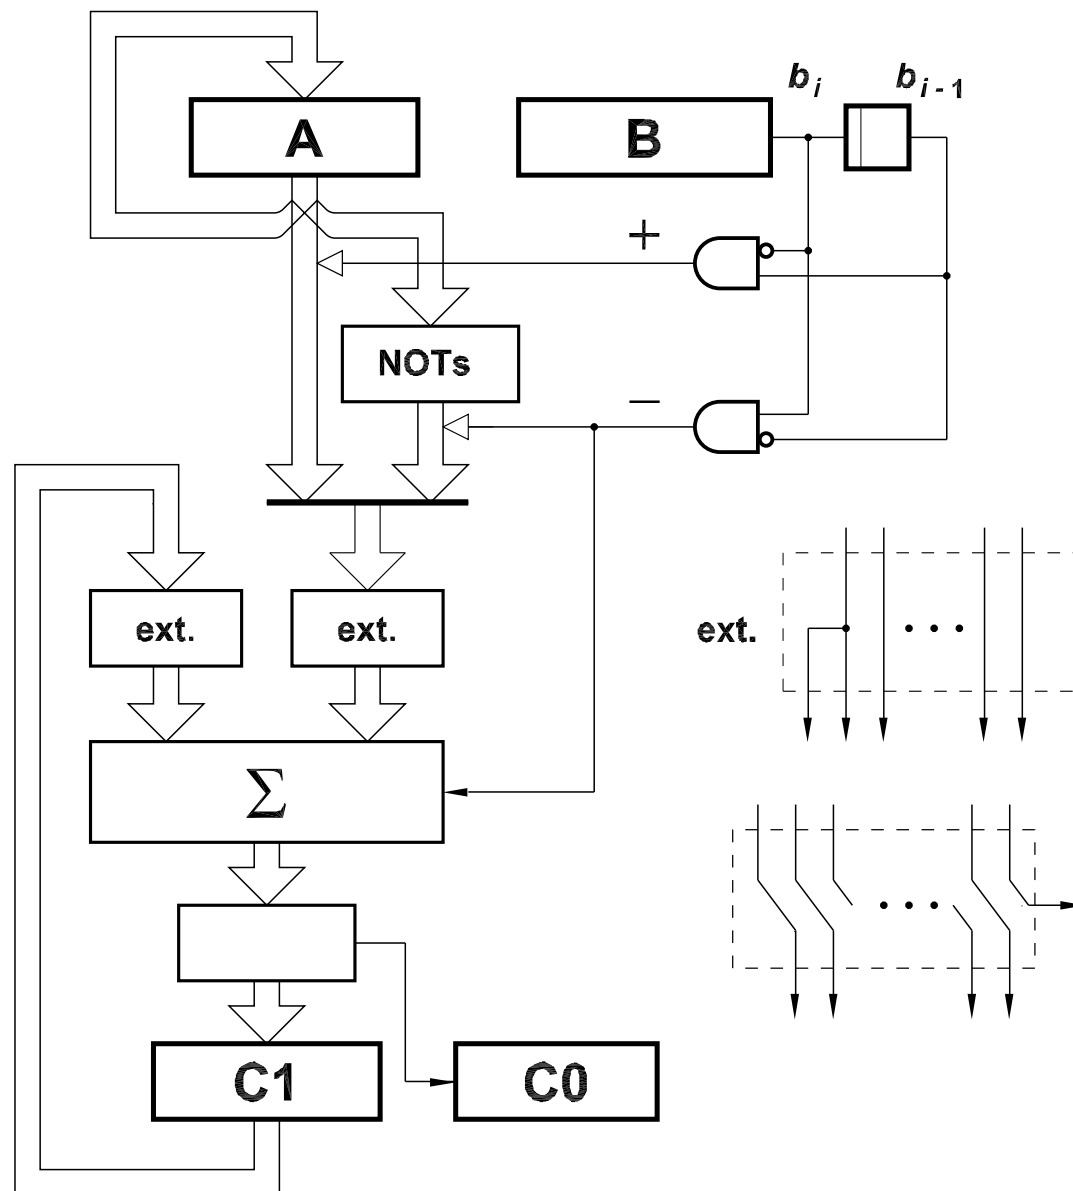 b i
b i - 1
A
B
+
NOTs
−
ext.
ext.
ext.
Σ
C1
C0